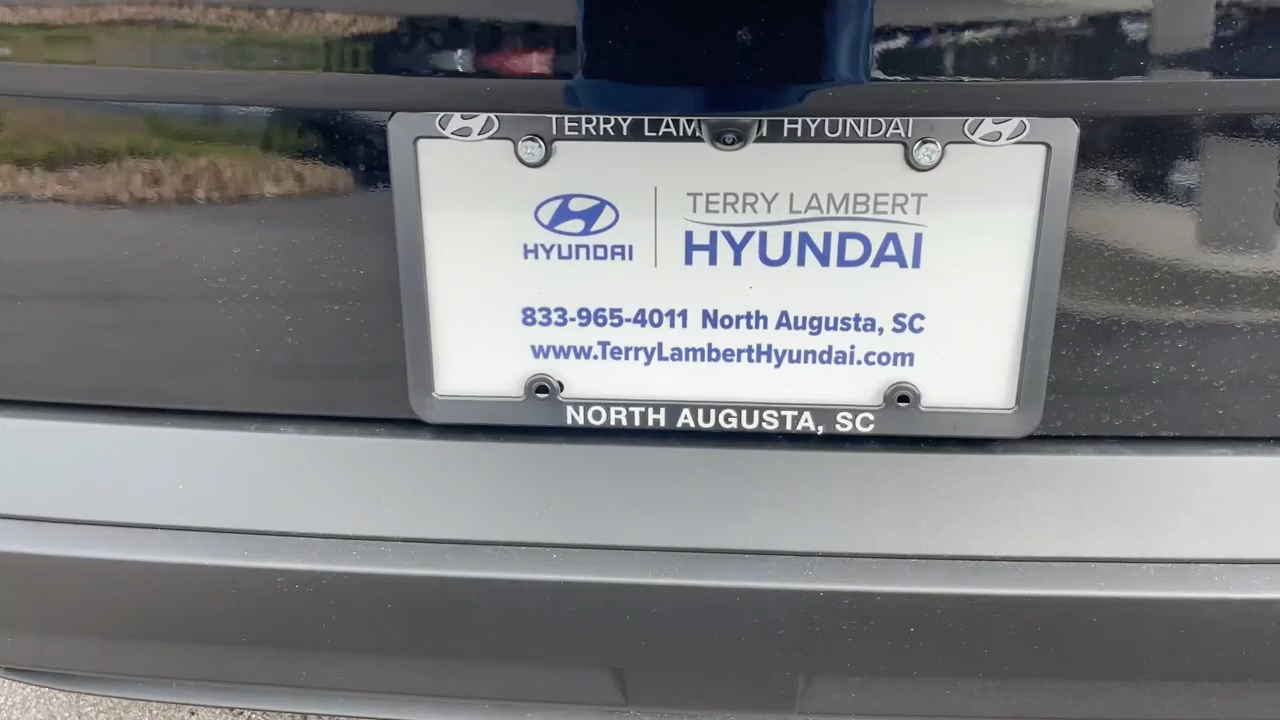 TERRY LAM HYUNDAI
TERRY LAMBERT
HYUNDAI
HYUNDAI
833-965-4011 North Augusta, SC
www.TerryLambertHyundai.com
NORTH AUGUSTA, SC